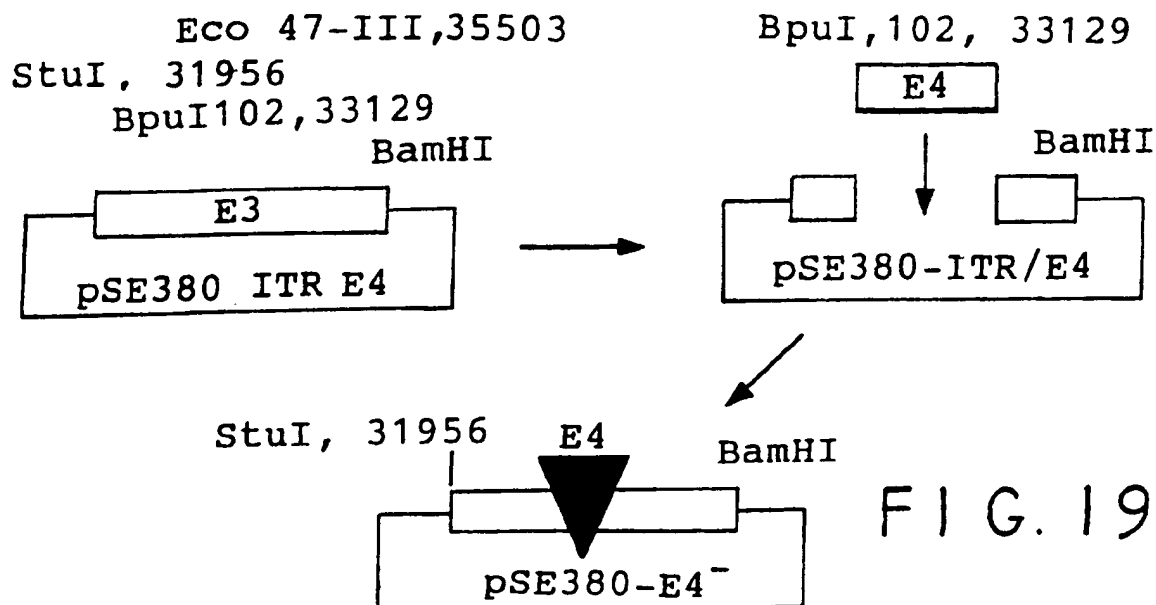 Eco 47-III,35503
StuI, 31956
BpuI102,33129
BamHI
E3
pSE380 ITR E4
BpuI,102, 33129
E4
BamHI
pSE380-ITR/E4
StuI, 31956
E4
BamHI
pSE380-E4⁻
FIG. 19